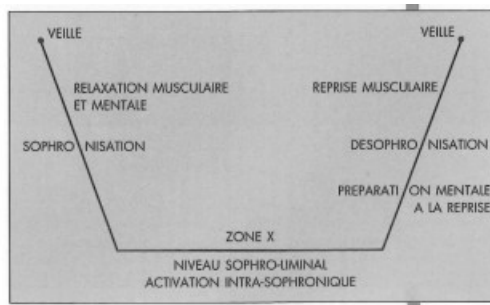 VEILLE
VEILLE
RELAXATION MUSCULAIRE
ET MENTALE
REPRISE MUSCULAIRE
SOPHRO NISATION
DESOPHRO NISATION
PREPARATI ON MENTALE
A LA REPRISE
ZONE X
NIVEAU SOPHRO-LIMINAL
ACTIVATION INTRA-SOPHRONIQUE